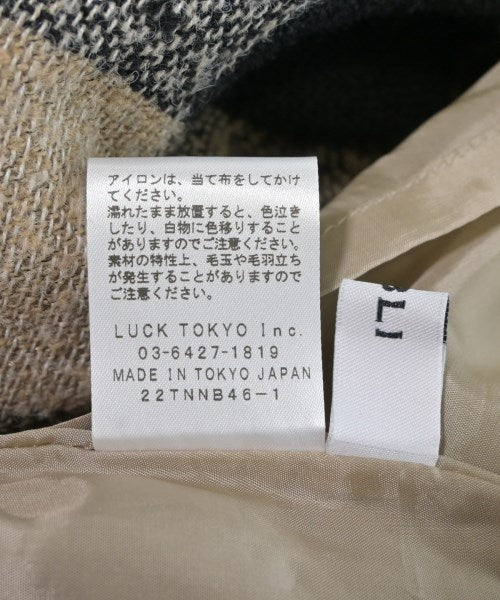 アイロンは、当て布をしてかけ
てください。
濡れたまま放置すると、色泣き
したり、白物に色移りすること
がありますのでご注意ください。
素材の特性上、毛玉や毛羽立ち
が発生することがありますので
ご注意ください。
LUCK TOKYO Inc.
03-6427-1819
MADE IN TOKYO JAPAN
22TNNB46-1